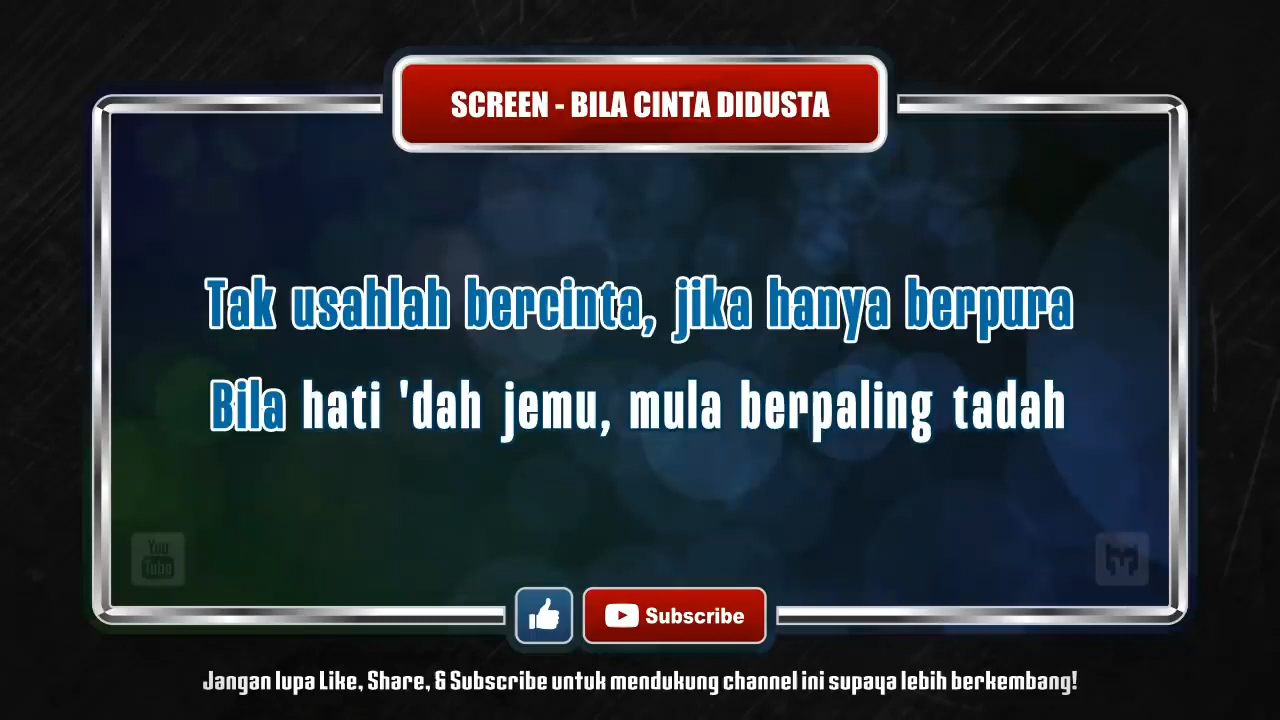 SCREEN - BILA CINTA DIDUSTA
Tak usahlah bercinta, jika hanya berpura
Bila hati 'dah jemu, mula berpaling tadah
You
Tube
Subscribe
Jangan lupa Like, Share, & Subscribe untuk mendukung channel ini supaya lebih berkembang!